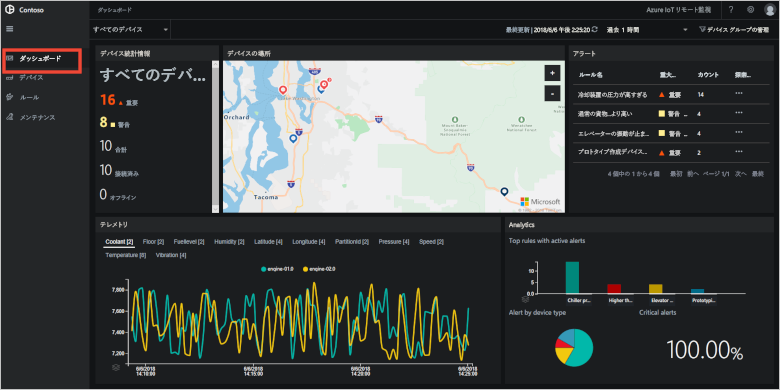 Contoso
ダッシュボード
Azure IoT リモート監視
?
すべてのデバイス
最終更新 | 2018/6/6 午後 2:25:20
過去 1 時間
デバイス グループの管理
ダッシュボード
デバイス
ルール
メンテナンス
デバイス統計情報
すべてのデバ...
16 重要
8 警告
10 合計
10 接続済み
0 オフライン
デバイスの場所
Orchard
Tacoma
+
-
Microsoft
アラート
ルール名 重大... カウント 探索...
冷却装置の圧力が高すぎる 重要 14 ...
通常の貨物...より高い 警告 4 ...
エレベーターの振動が止ま... 警告 4 ...
プロトタイプ作成デバイス... 重要 2 ...
4 個中の 1 から 4 個 最初 前へ ページ 1/1 次へ 最終
テレメトリ
Coolant [2] Floor [2] Fuellevel [2] Humidity [2] Latitude [4] Longitude [4] PartitionId [2] Pressure [4] Speed [2]
Temperature [8] Vibration [4]
engine-01.0 engine-02.0
7,800
7,600
7,400
7,200
6/6/2018 14:10:00
6/6/2018 14:15:00
6/6/2018 14:20:00
6/6/2018 14:25:00
Analytics
Top rules with active alerts
15
10
5
0.0
Chiller pr...
Higher th...
Elevator ...
Prototypi...
Alert by device type
Critical alerts
100.00%